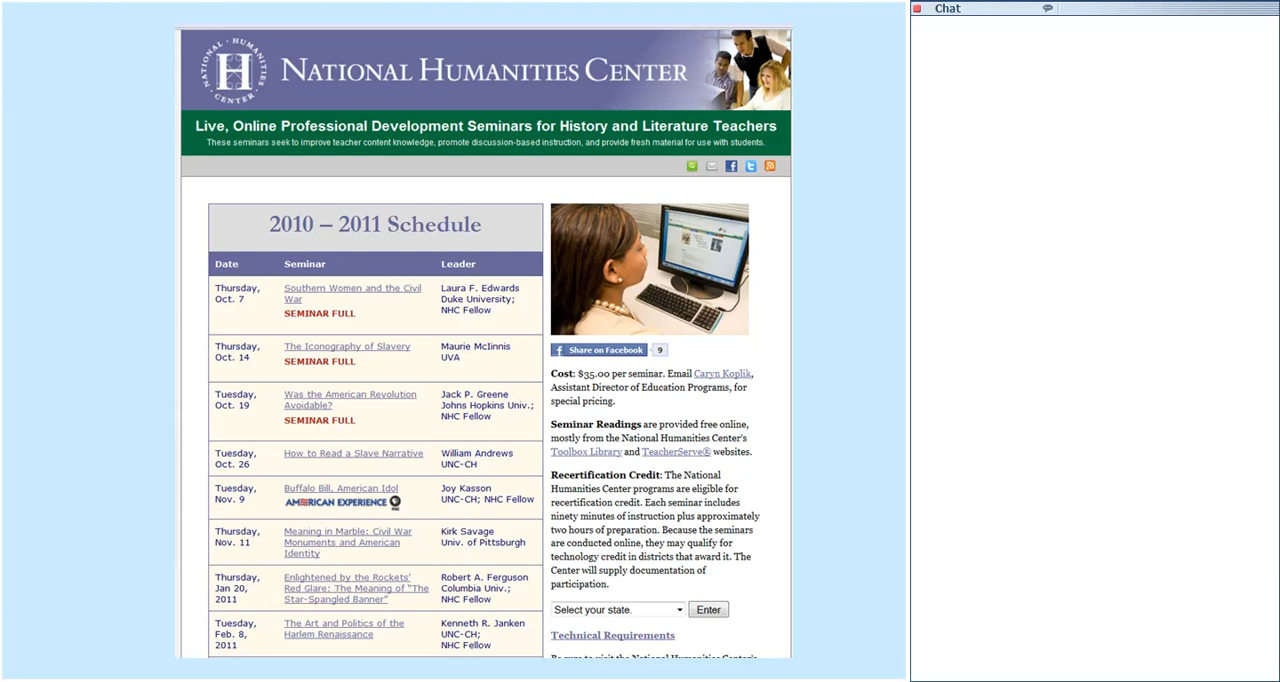 Chat
NATIONAL HUMANITIES CENTER
H
NATIONAL HUMANITIES CENTER
Live, Online Professional Development Seminars for History and Literature Teachers
These seminars seek to improve teacher content knowledge, promote discussion-based instruction, and provide fresh material for use with students.
2010 – 2011 Schedule
Date Seminar Leader
Thursday, Oct. 7
Southern Women and the Civil
War
SEMINAR FULL
Laura F. Edwards
Duke University;
NHC Fellow
Thursday,
Oct. 14
The Iconography of Slavery
SEMINAR FULL
Maurie McInnis
UVA
Tuesday,
Oct. 19
Was the American Revolution
Avoidable?
SEMINAR FULL
Jack P. Greene
Johns Hopkins Univ.;
NHC Fellow
Tuesday,
Oct. 26
How to Read a Slave Narrative
William Andrews
UNC-CH
Tuesday,
Nov. 9
Buffalo Bill, American Idol
AMERICAN EXPERIENCE
Joy Kasson
UNC-CH; NHC Fellow
Thursday,
Nov. 11
Meaning in Marble: Civil War
Monuments and American
Identity
Kirk Savage
Univ. of Pittsburgh
Thursday,
Jan 20,
2011
Enlightened by the Rockets'
Red Glare: The Meaning of “The
Star-Spangled Banner”
Robert A. Ferguson
Columbia Univ.;
NHC Fellow
Tuesday,
Feb. 8,
2011
The Art and Politics of the
Harlem Renaissance
Kenneth R. Janken
UNC-CH;
NHC Fellow
Share on Facebook 9
Cost: $35.00 per seminar. Email Caryn Koplik,
Assistant Director of Education Programs, for
special pricing.
Seminar Readings are provided free online,
mostly from the National Humanities Center's
Toolbox Library and TeacherServe® websites.
Recertification Credit: The National
Humanities Center programs are eligible for
recertification credit. Each seminar includes
ninety minutes of instruction plus approximately
two hours of preparation. Because the seminars
are conducted online, they may qualify for
technology credit in districts that award it. The
Center will supply documentation of
participation.
Select your state. Enter
Technical Requirements